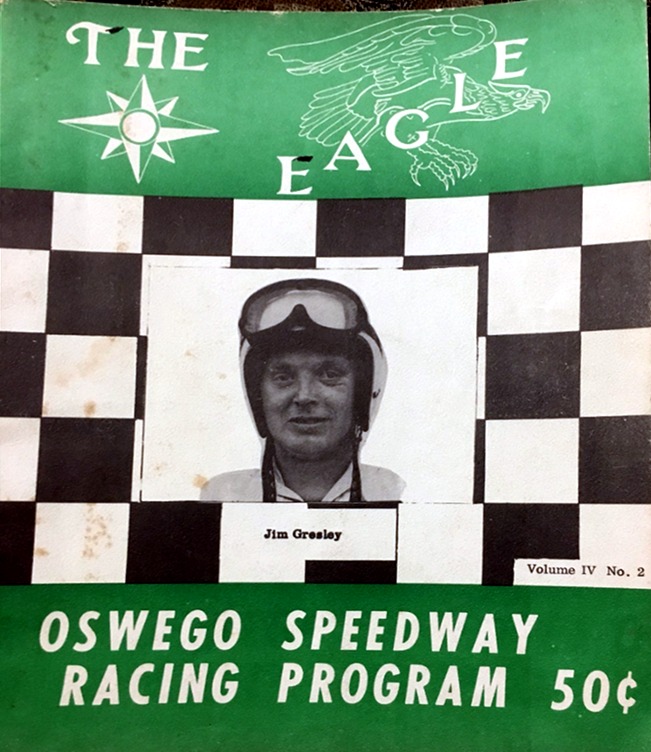 THE
EAGLE
Jim Gresley
Volume IV No. 2
OSWEGO SPEEDWAY
RACING PROGRAM 50¢